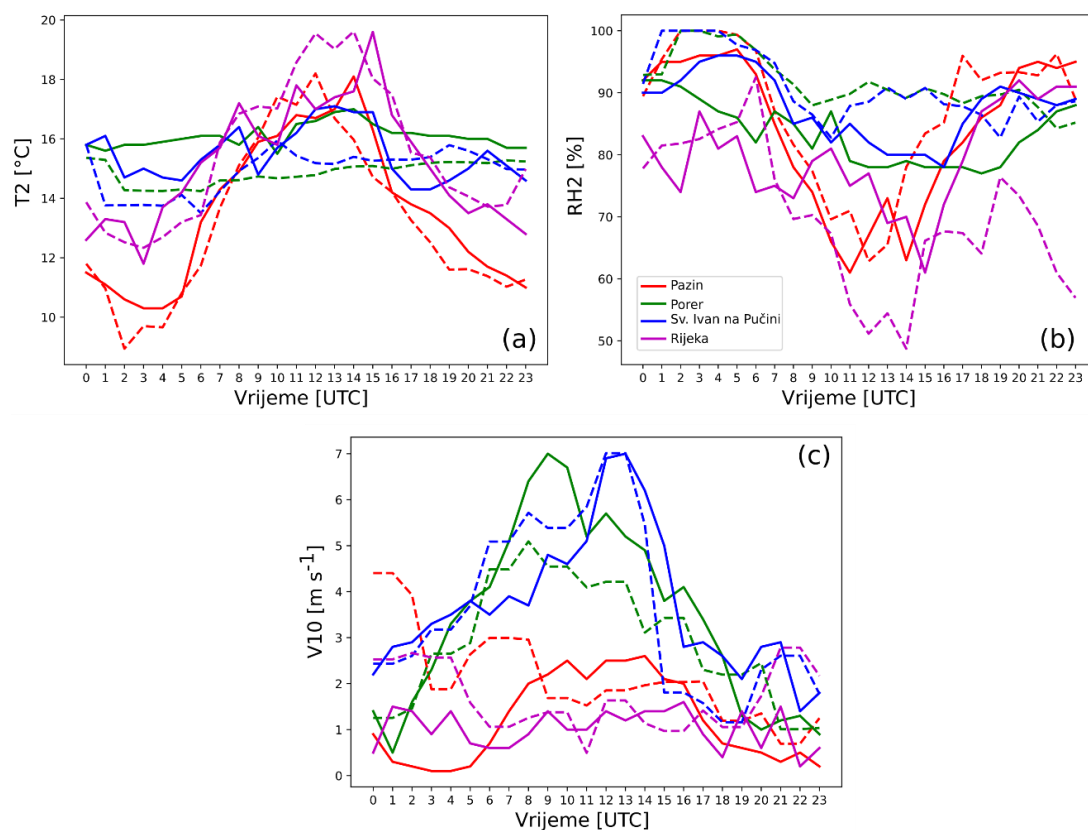 20
18
16
14
12
10
T2 [°C]
(a)
0 1 2 3 4 5 6 7 8 9 10 11 12 13 14 15 16 17 18 19 20 21 22 23
Vrijeme [UTC]
100
90
80
70
60
50
RH2 [%]
Pazin
Porer
Sv. Ivan na Pučini
Rijeka
(b)
0 1 2 3 4 5 6 7 8 9 10 11 12 13 14 15 16 17 18 19 20 21 22 23
Vrijeme [UTC]
(c)
7
6
5
4
3
2
1
0
V10 [m s⁻¹]
0 1 2 3 4 5 6 7 8 9 10 11 12 13 14 15 16 17 18 19 20 21 22 23
Vrijeme [UTC]